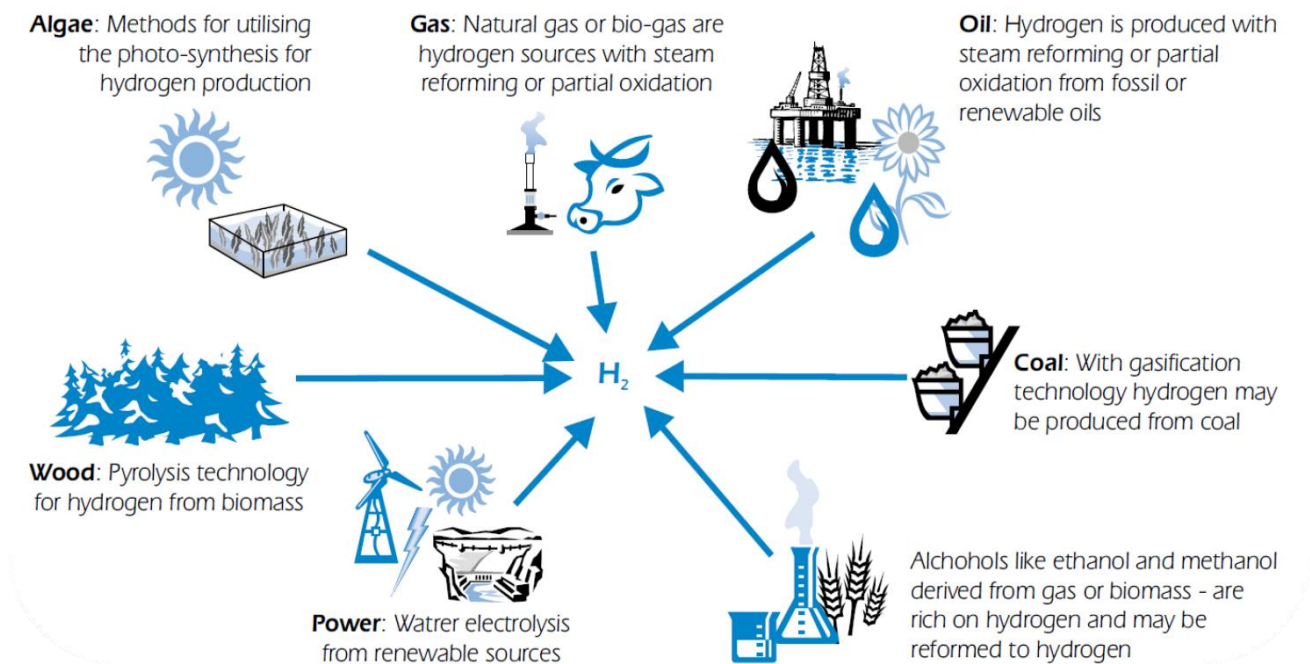 Algae: Methods for utilising
the photo-synthesis for
hydrogen production
Gas: Natural gas or bio-gas are
hydrogen sources with steam
reforming or partial oxidation
Oil: Hydrogen is produced with
steam reforming or partial
oxidation from fossil or
renewable oils
H2
Coal: With gasification
technology hydrogen may
be produced from coal
Wood: Pyrolysis technology
for hydrogen from biomass
Power: Watrer electrolysis
from renewable sources
Alchohols like ethanol and methanol
derived from gas or biomass - are
rich on hydrogen and may be
reformed to hydrogen